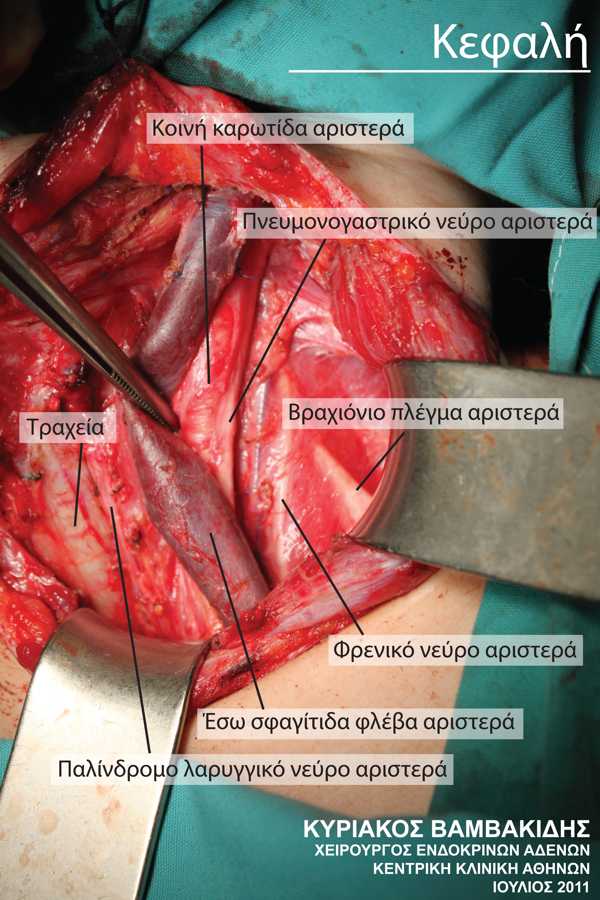 Κεφαλή
Κοινή καρωτίδα αριστερά
Πνευμονογαστρικό νεύρο αριστερά
Βραχιόνιο πλέγμα αριστερά
Τραχεία
Φρενικό νεύρο αριστερά
Έσω σφαγίτιδα φλέβα αριστερά
Παλίνδρομο λαρυγγικό νεύρο αριστερά
ΚΥΡΙΑΚΟΣ ΒΑΜΒΑΚΙΔΗΣ
ΧΕΙΡΟΥΡΓΟΣ ΕΝΔΟΚΡΙΝΩΝ ΑΔΕΝΩΝ
ΚΕΝΤΡΙΚΗ ΚΛΙΝΙΚΗ ΑΘΗΝΩΝ
ΙΟΥΛΙΟΣ 2011